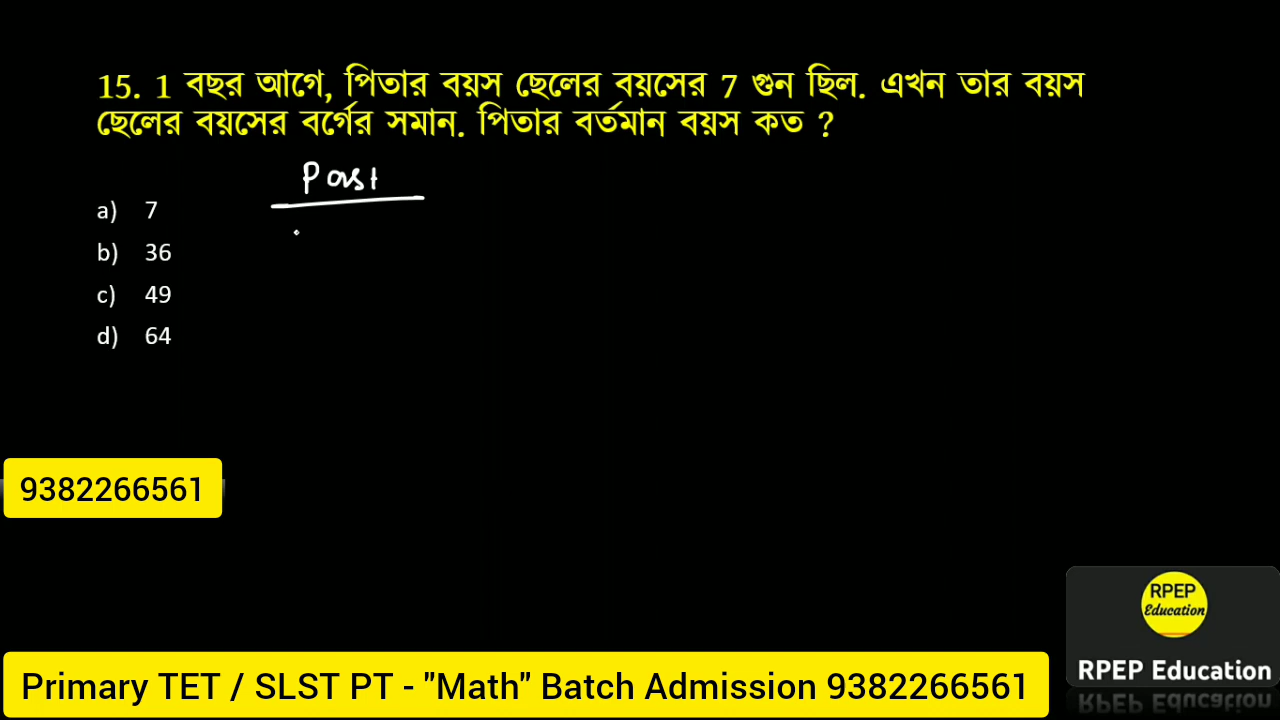 15. 1 বছর আগে, পিতার বয়স ছেলের বয়সের 7 গুন ছিল. এখন তার বয়স
ছেলের বয়সের বর্গের সমান. পিতার বর্তমান বয়স কত ?
Past
a) 7
b) 36
c) 49
d) 64
9382266561
RPEP
Education
RPEP Education
Primary TET / SLST PT - "Math" Batch Admission 9382266561